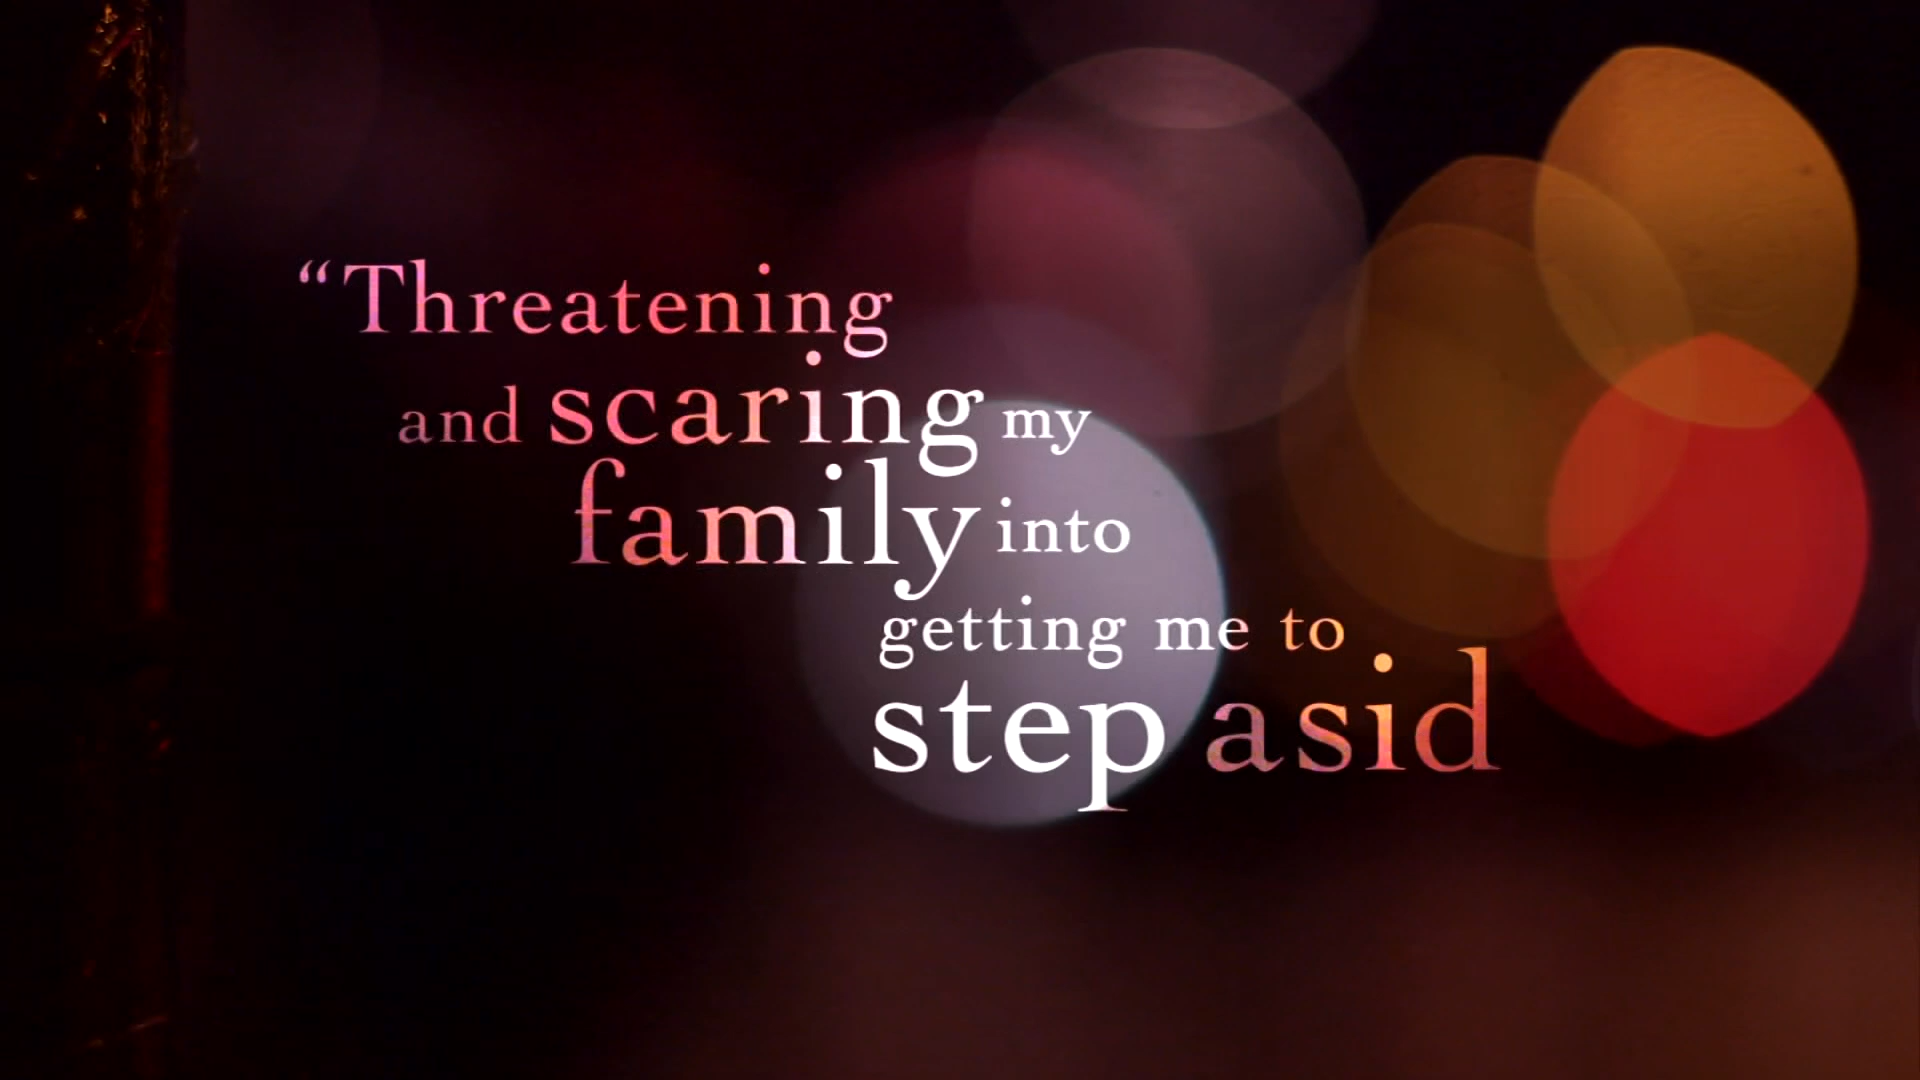 “Threatening
and scaring my
family into
getting me to
step asid